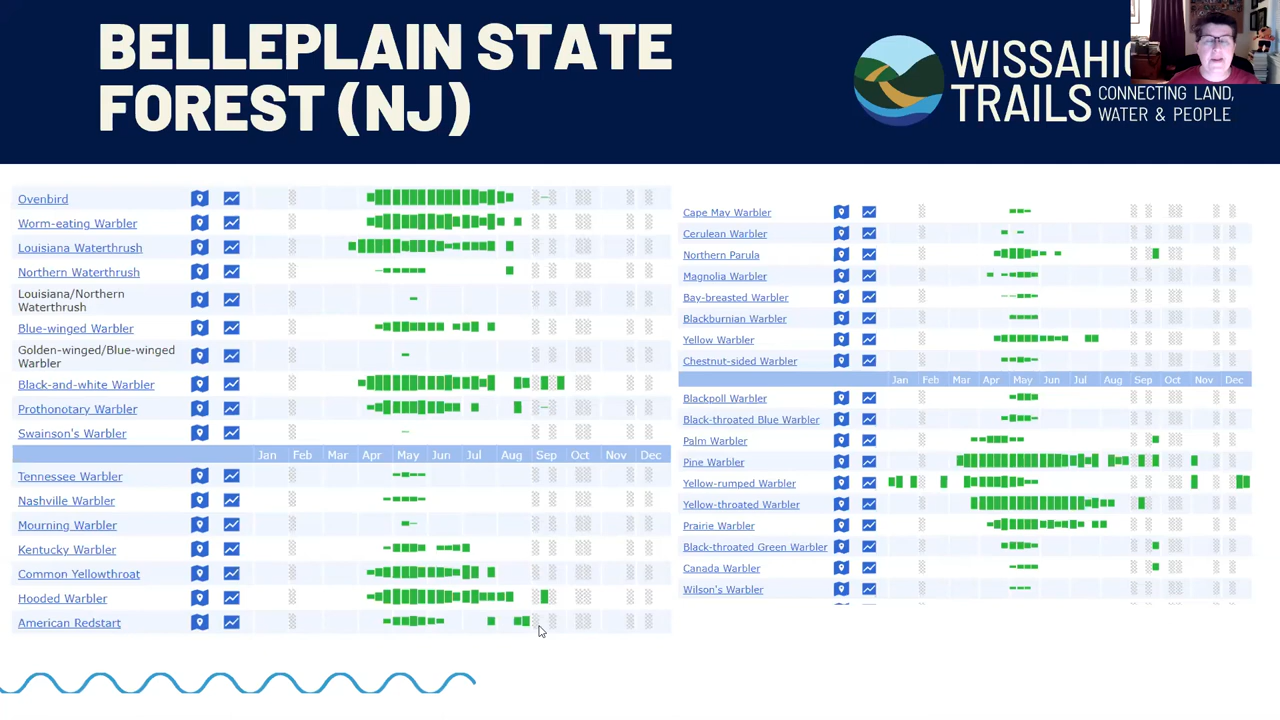 BELLEPLAIN STATE
FOREST (NJ)
TRAILS
CONNECTING LAND,
WATER & PEOPLE
Ovenbird
Worm-eating Warbler
Louisiana Waterthrush
Northern Waterthrush
Louisiana/Northern
Waterthrush
Blue-winged Warbler
Golden-winged/Blue-winged
Warbler
Black-and-white Warbler
Prothonotary Warbler
Swainson's Warbler
Jan Feb Mar Apr May Jun Jul Aug Sep Oct Nov Dec
Tennessee Warbler
Nashville Warbler
Mourning Warbler
Kentucky Warbler
Common Yellowthroat
Hooded Warbler
American Redstart
Cape May Warbler
Cerulean Warbler
Northern Parula
Magnolia Warbler
Bay-breasted Warbler
Blackburnian Warbler
Yellow Warbler
Chestnut-sided Warbler
Jan Feb Mar Apr May Jun Jul Aug Sep Oct Nov Dec
Blackpoll Warbler
Black-throated Blue Warbler
Palm Warbler
Pine Warbler
Yellow-rumped Warbler
Yellow-throated Warbler
Prairie Warbler
Black-throated Green Warbler
Canada Warbler
Wilson's Warbler